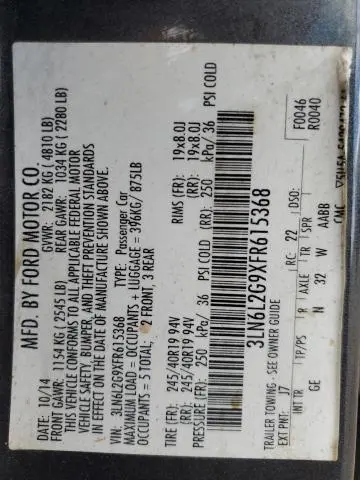 MFD. BY FORD MOTOR CO.
DATE: 10/14 GVWR: 2182 KG (4810 LB)
FRONT GAWR: 1154 KG (2545 LB) REAR GAWR: 1034 KG (2280 LB)
THIS VEHICLE CONFORMS TO ALL APPLICABLE FEDERAL MOTOR
VEHICLE SAFETY, BUMPER, AND THEFT PREVENTION STANDARDS
IN EFFECT ON THE DATE OF MANUFACTURE SHOWN ABOVE.
VIN: 3LN6L2G9XFR615368 TYPE: Passenger Car
MAXIMUM LOAD = OCCUPANTS + LUGGAGE = 396KG/ 875LB
OCCUPANTS = 5 TOTAL: 2 FRONT, 3 REAR
TIRE (FR): 245/40R19 94V RIMS (FR): 19x8.0J
(RR): 245/40R19 94V (RR): 19x8.0J
PRESSURE (FR): 250 kPa/ 36 PSI COLD (RR): 250 kPa/ 36 PSI COLD
3LN6L2G9XFR615368 F0046
R0040
TRAILER TOWING - SEE OWNER GUIDE
EXT PNT: J7 RC: 22 DSO:
INT TR TP/PS R AXLE TR SPR
GE N 32 W AABB
CNC